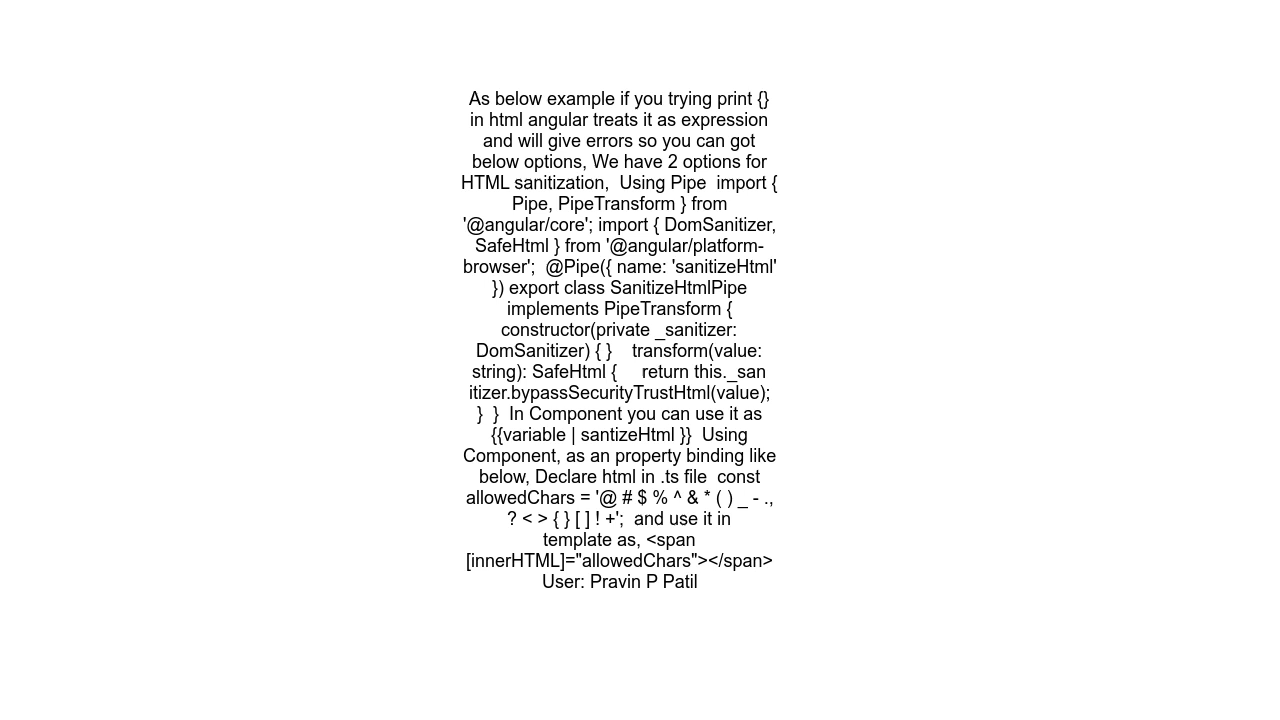 As below example if you trying print {}
in html angular treats it as expression
and will give errors so you can got
below options, We have 2 options for
HTML sanitization,  Using Pipe  import {
Pipe, PipeTransform } from
'@angular/core'; import { DomSanitizer,
SafeHtml } from '@angular/platform-
browser';  @Pipe({ name: 'sanitizeHtml'
}) export class SanitizeHtmlPipe
implements PipeTransform {
constructor(private _sanitizer:
DomSanitizer) { }    transform(value:
string): SafeHtml {     return this._san
itizer.bypassSecurityTrustHtml(value);
}  }  In Component you can use it as
{{variable | santizeHtml }}  Using
Component, as an property binding like
below, Declare html in .ts file  const
allowedChars = '@ # $ % ^ & * ( ) _ - .,
? < > { } [ ] ! +';  and use it in
template as, <span
[innerHTML]="allowedChars"></span>
User: Pravin P Patil